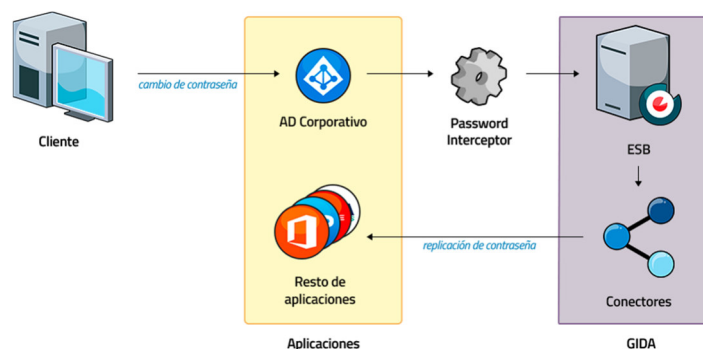 cambio de contraseña
Cliente
AD Corporativo
Password
Interceptor
ESB
replicación de contraseña
Resto de
aplicaciones
Conectores
Aplicaciones
GIDA